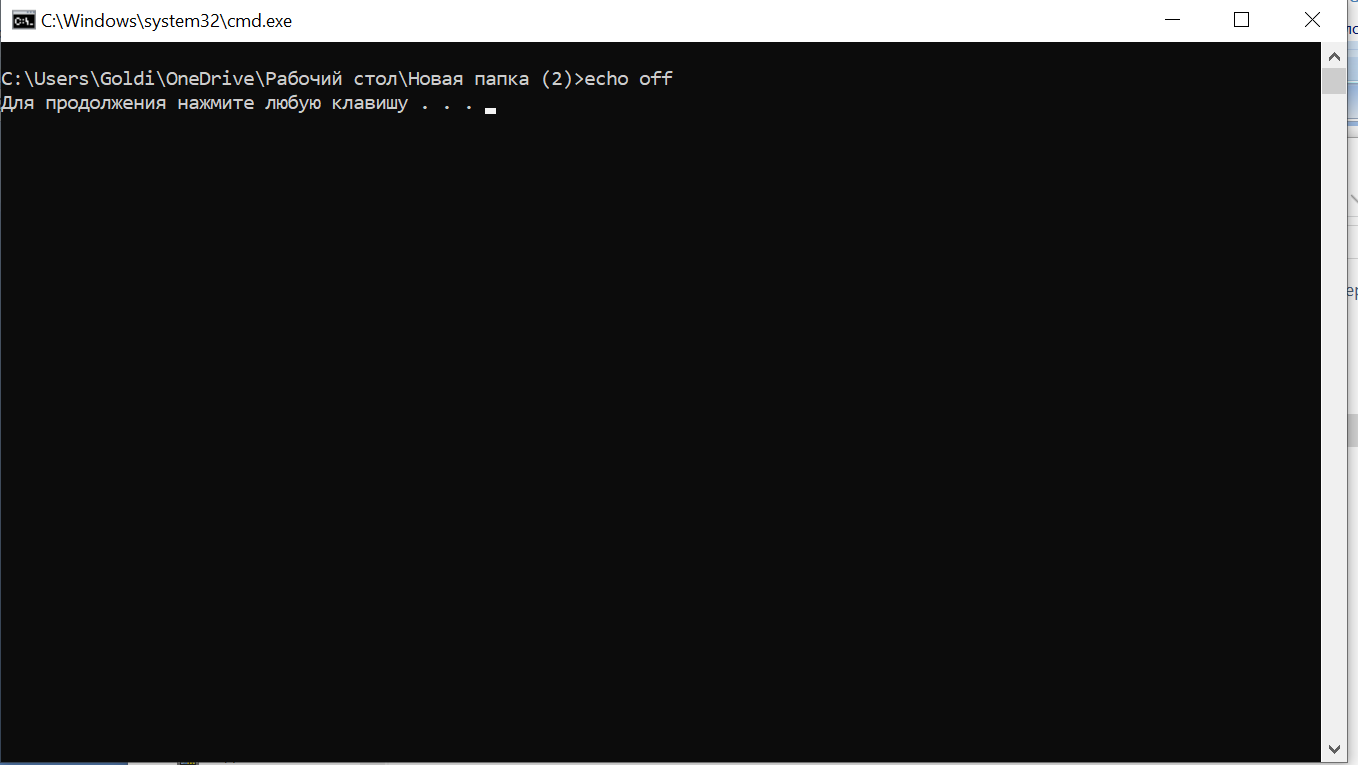 C:\Windows\system32\cmd.exe
C:\Users\Goldi\OneDrive\Рабочий стол\Новая папка (2)>echo off
Для продолжения нажмите любую клавишу . . .